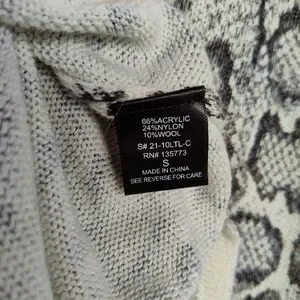 66%ACRYLIC
24%NYLON
10%WOOL
S# 21-10LTL-C
RN# 135773
S
MADE IN CHINA
SEE REVERSE FOR CARE